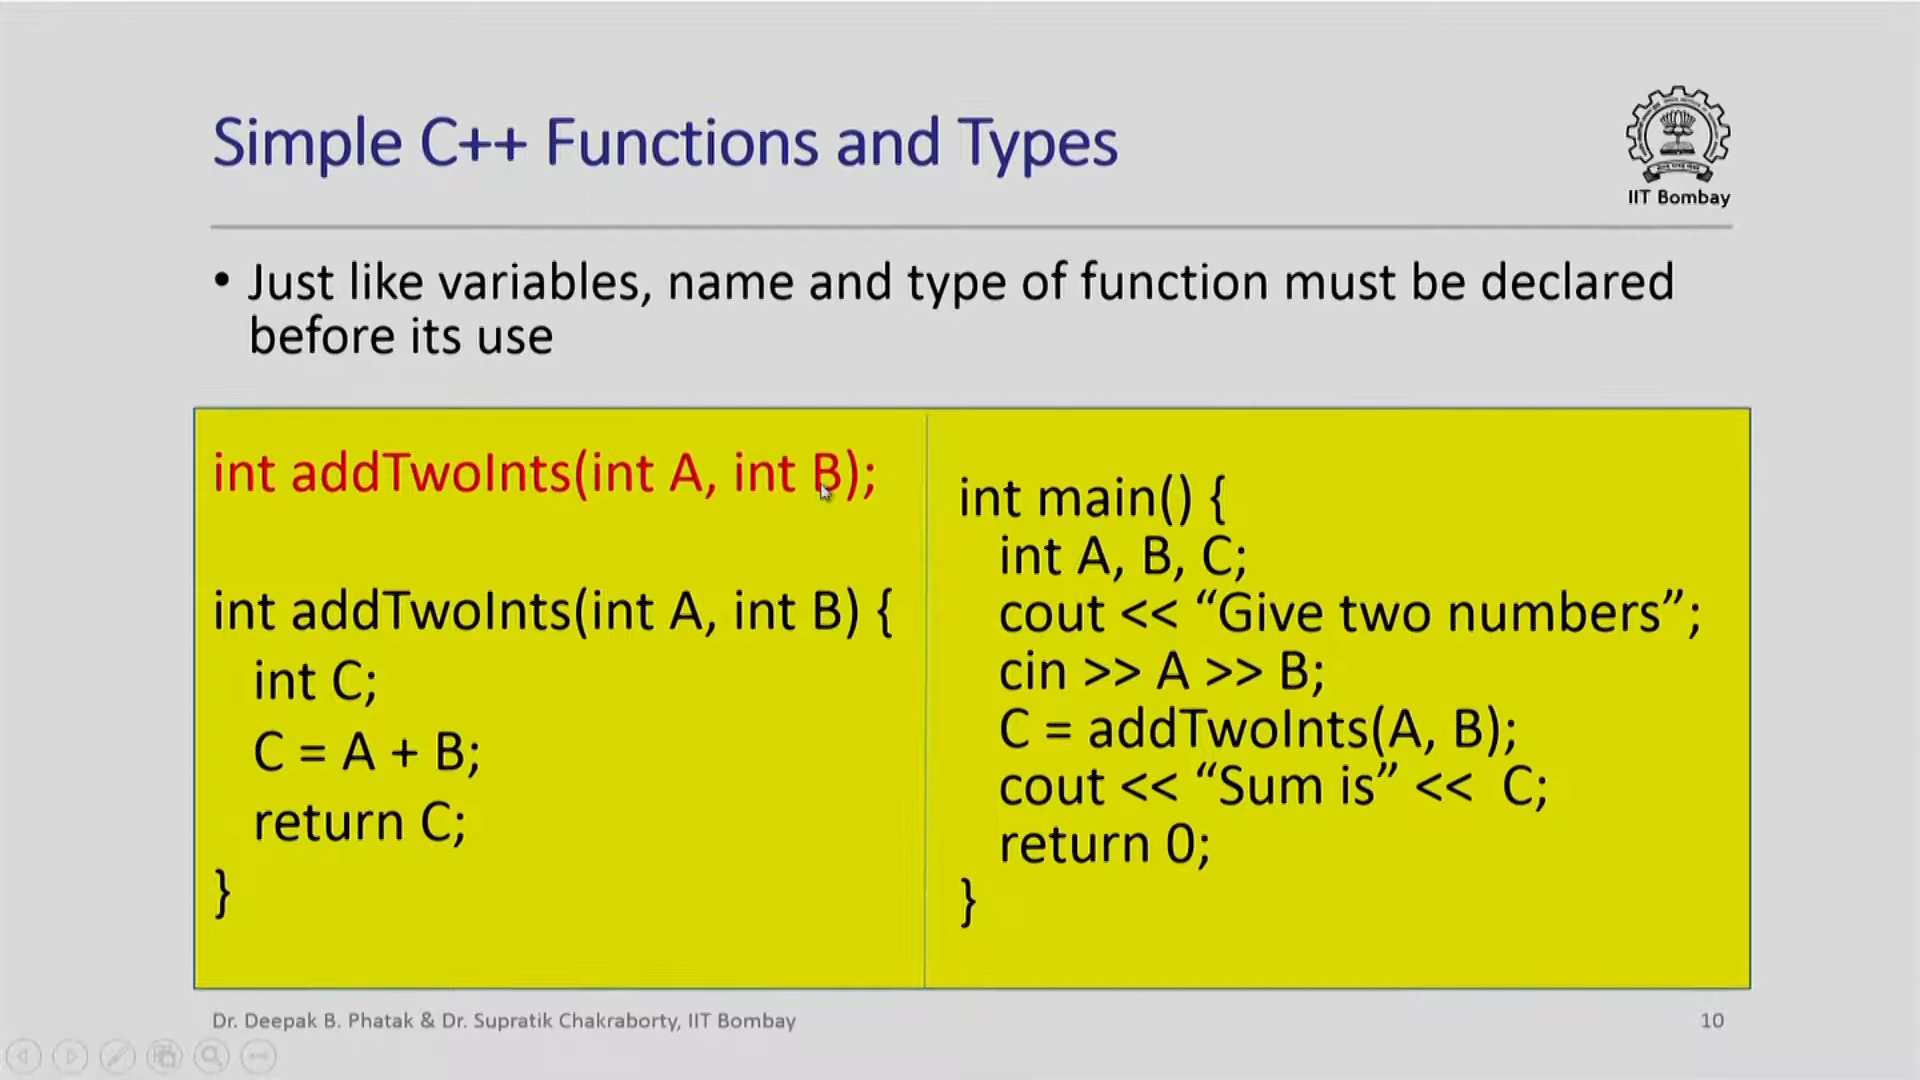 Simple C++ Functions and Types
IIT Bombay
• Just like variables, name and type of function must be declared
before its use
int addTwoInts(int A, int B);
int addTwoInts(int A, int B) {
int C;
C = A + B;
return C;
}
int main() {
int A, B, C;
cout << “Give two numbers”;
cin >> A >> B;
C = addTwoInts(A, B);
cout << “Sum is” << C;
return 0;
}
Dr. Deepak B. Phatak & Dr. Supratik Chakraborty, IIT Bombay
10